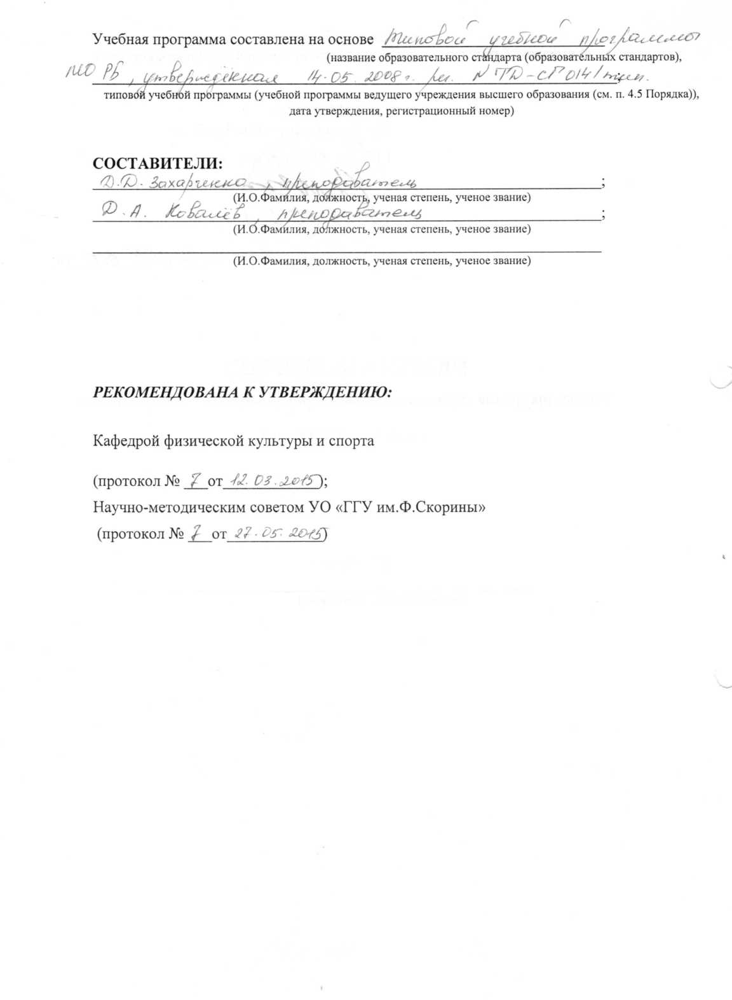 Учебная программа составлена на основе типовой учебной программы
(название образовательного стандарта (образовательных стандартов),
МО РБ, утверждённая 14.05.2008г. рег. N ТД-СГ 014/тип.
типовой учебной программы (учебной программы ведущего учреждения высшего образования (см. п. 4.5 Порядка)),
дата утверждения, регистрационный номер)
СОСТАВИТЕЛИ:
Д.Д. Захарченко, преподаватель;
(И.О.Фамилия, должность, ученая степень, ученое звание)
Д.А. Ковалёв, преподаватель;
(И.О.Фамилия, должность, ученая степень, ученое звание)
(И.О.Фамилия, должность, ученая степень, ученое звание)
РЕКОМЕНДОВАНА К УТВЕРЖДЕНИЮ:
Кафедрой физической культуры и спорта
(протокол № 7 от 12.03.2015);
Научно-методическим советом УО «ГГУ им.Ф.Скорины»
(протокол № 7 от 27.05.2015)